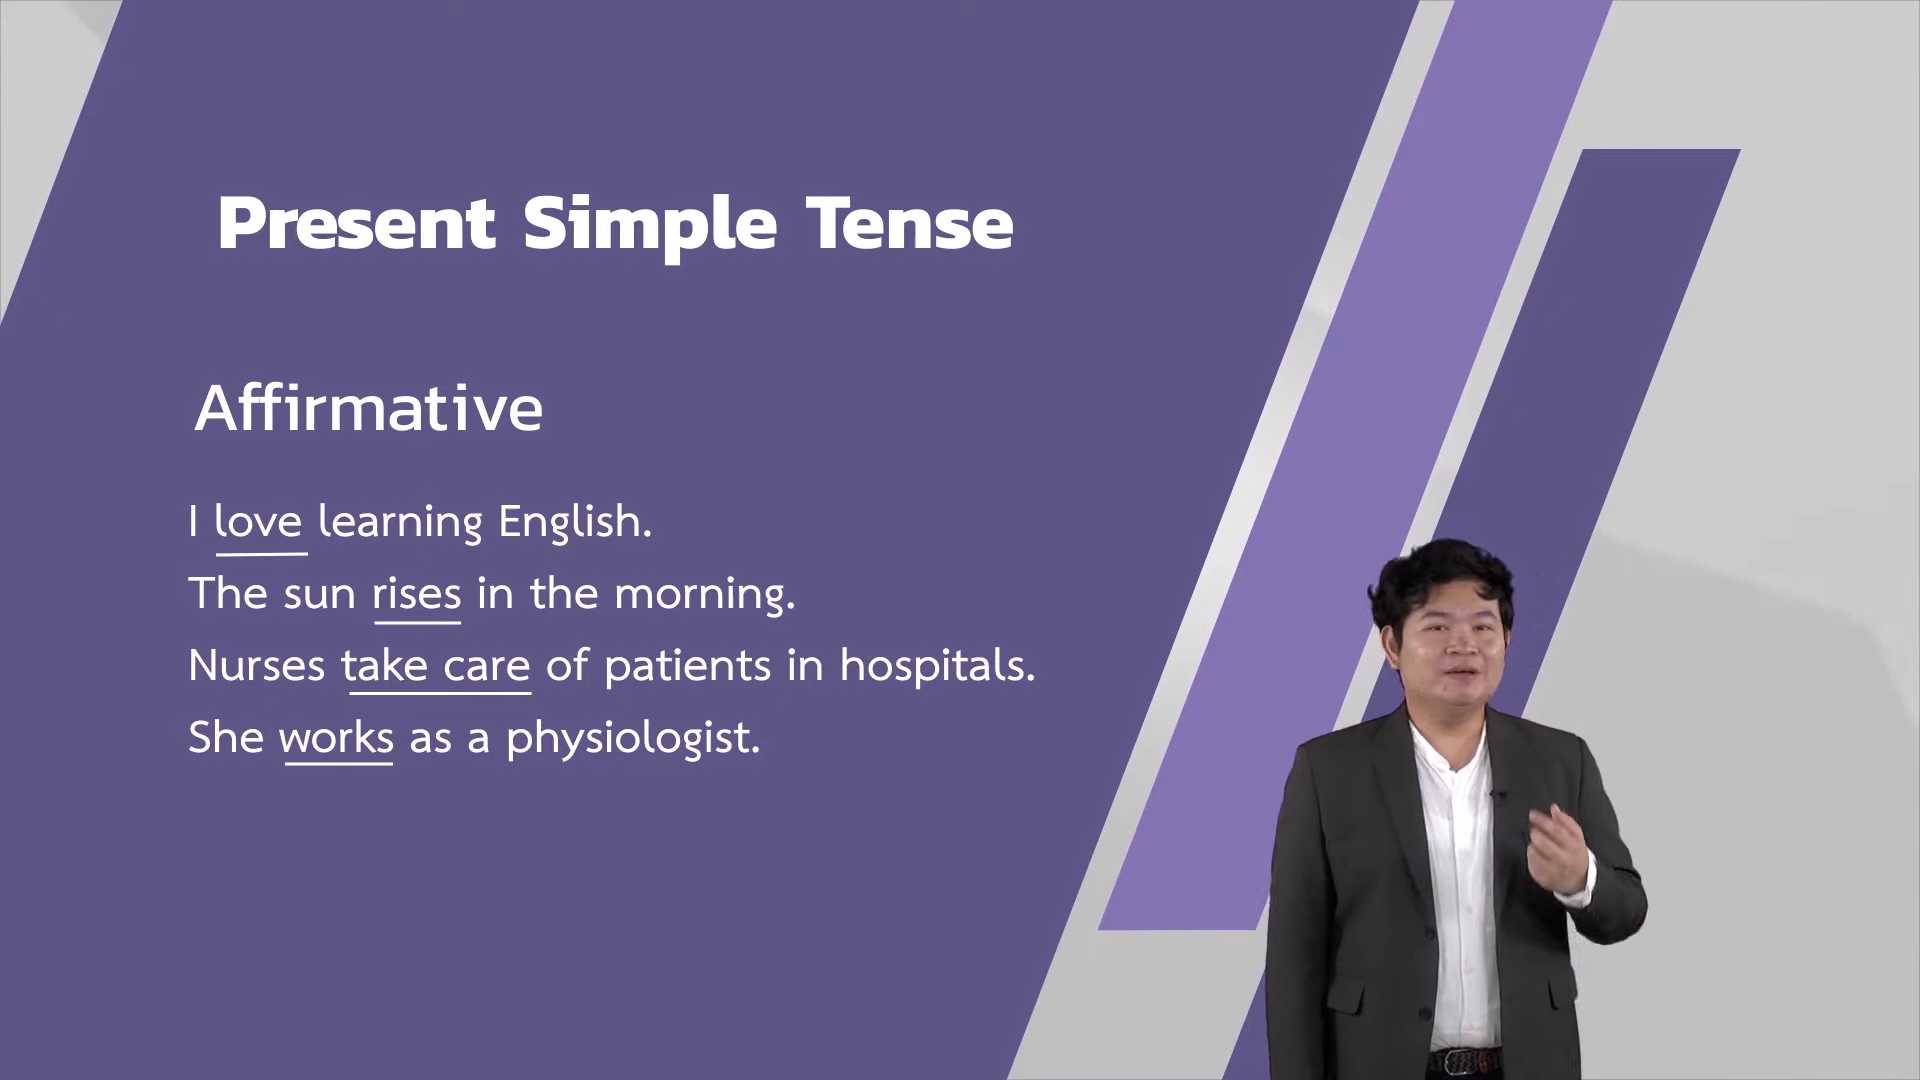 Present Simple Tense
Affirmative
I love learning English.
The sun rises in the morning.
Nurses take care of patients in hospitals.
She works as a physiologist.